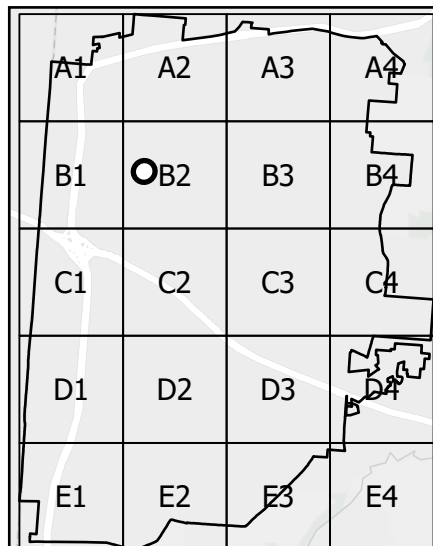 A1 A2 A3 A4
B1 B2 B3 B4
C1 C2 C3 C4
D1 D2 D3 D4
E1 E2 E3 E4